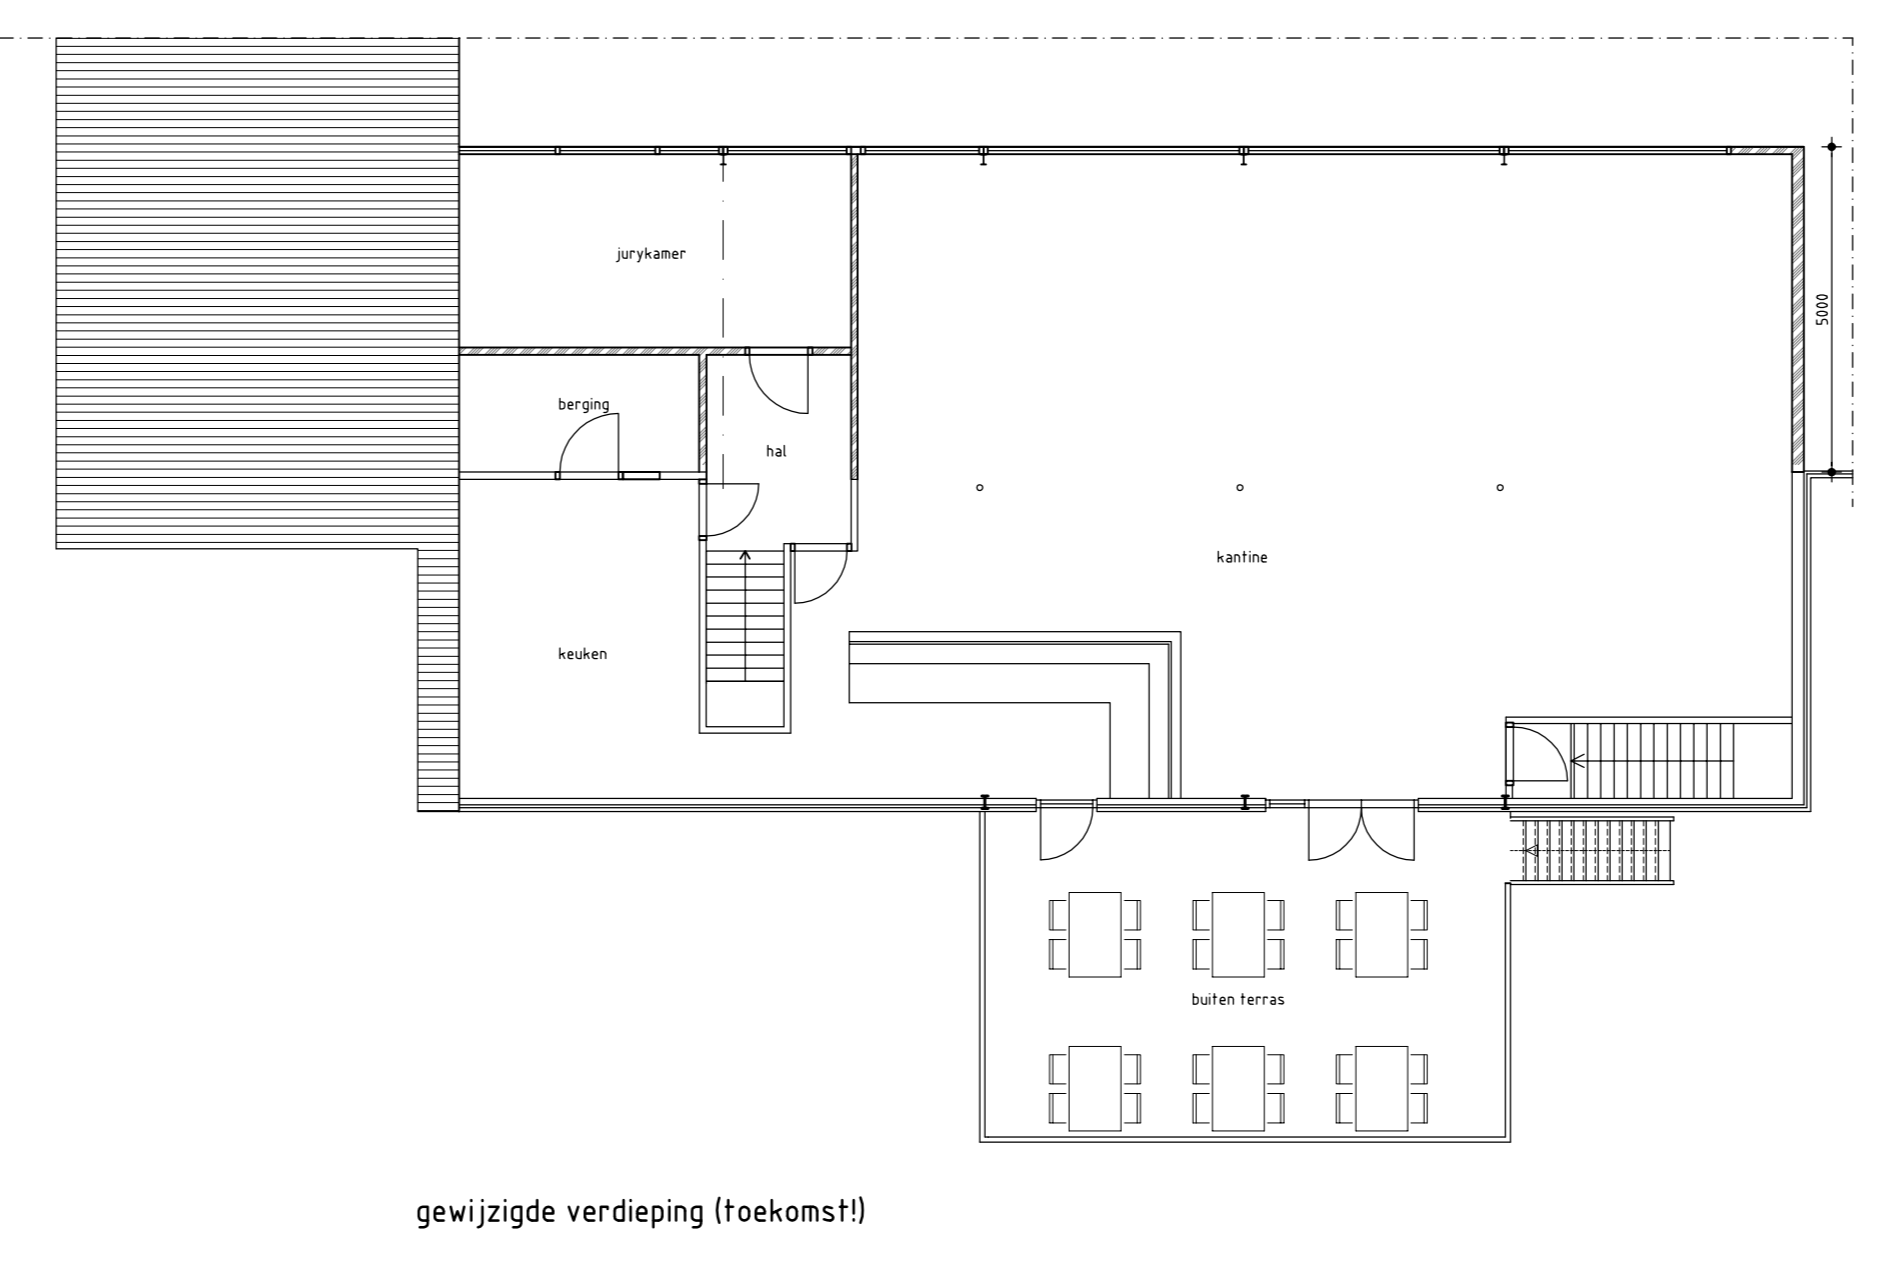 jurykamer
5000
berging
hal
kantine
keuken
buiten terras
gewijzigde verdieping (toekomst!)